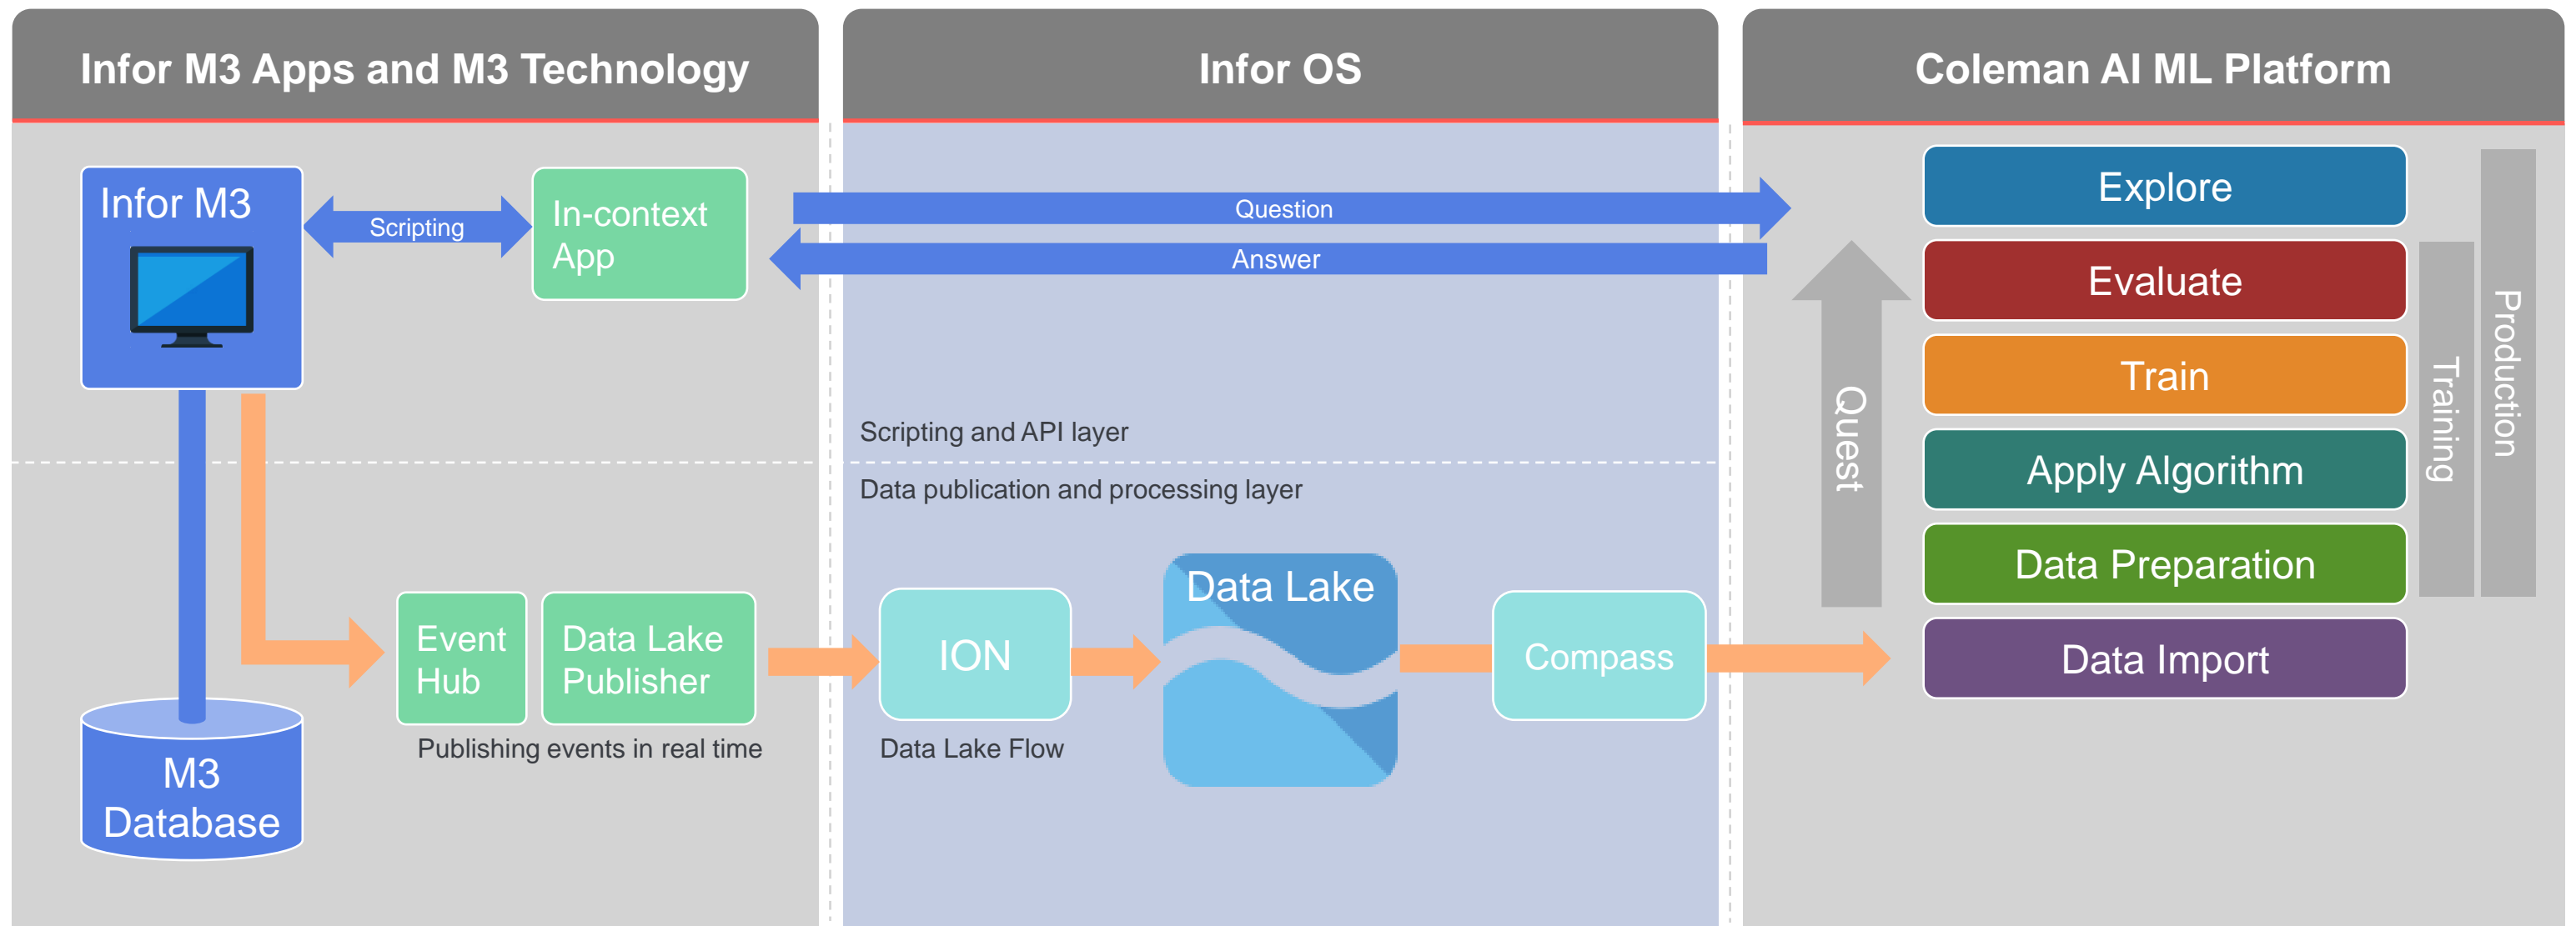 Infor M3 Apps and M3 Technology
Infor OS
Coleman AI ML Platform
Infor M3
Scripting
In-context
App
Question
Answer
Scripting and API layer
Data publication and processing layer
Event
Hub
Data Lake
Publisher
Publishing events in real time
M3
Database
ION
Data Lake Flow
Data Lake
Compass
Quest
Explore
Evaluate
Train
Apply Algorithm
Data Preparation
Data Import
Training
Production